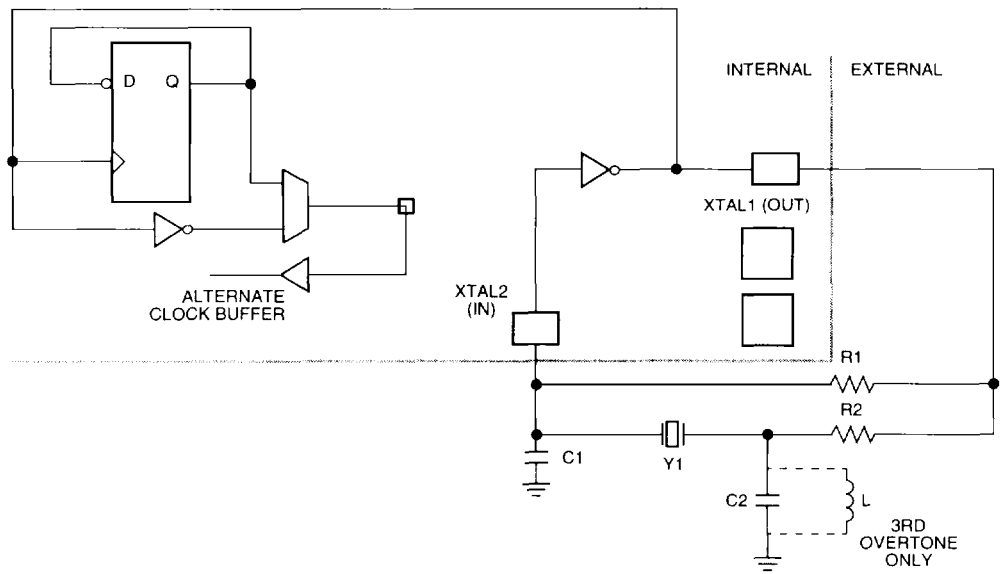 INTERNAL
EXTERNAL
D
Q
XTAL1 (OUT)
ALTERNATE
CLOCK BUFFER
XTAL2
(IN)
R1
R2
C1
Y1
C2
L
3RD
OVERTONE
ONLY